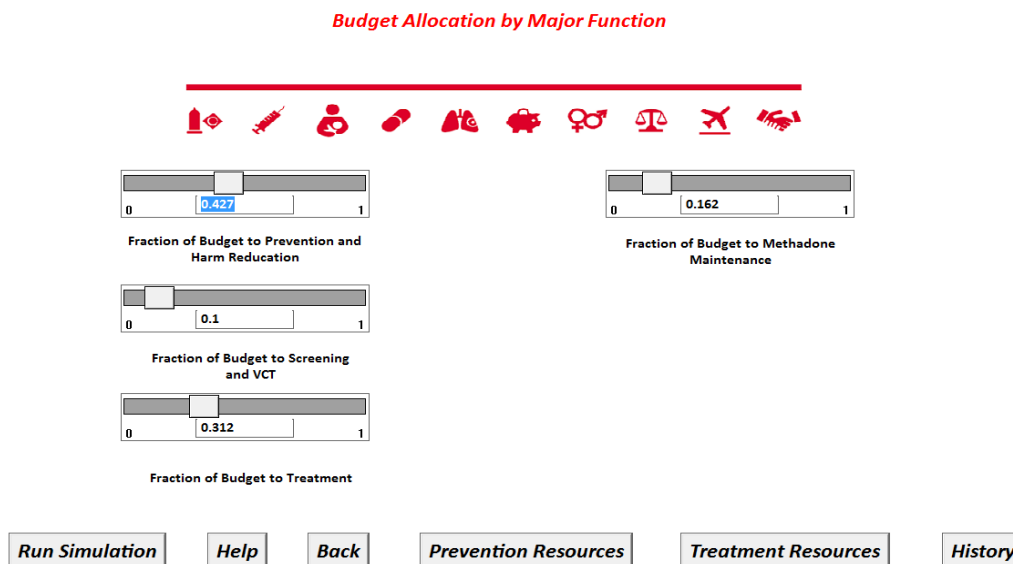 Budget Allocation by Major Function
0.427
0 1
Fraction of Budget to Prevention and
Harm Reducation
0.162
0 1
Fraction of Budget to Methadone
Maintenance
0.1
0 1
Fraction of Budget to Screening
and VCT
0.312
0 1
Fraction of Budget to Treatment
Run Simulation Help Back Prevention Resources Treatment Resources History